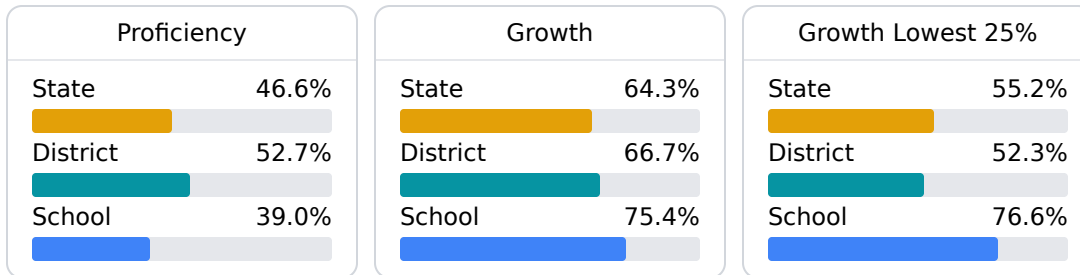 Proficiency
State 46.6%
District 52.7%
School 39.0%
Growth
State 64.3%
District 66.7%
School 75.4%
Growth Lowest 25%
State 55.2%
District 52.3%
School 76.6%